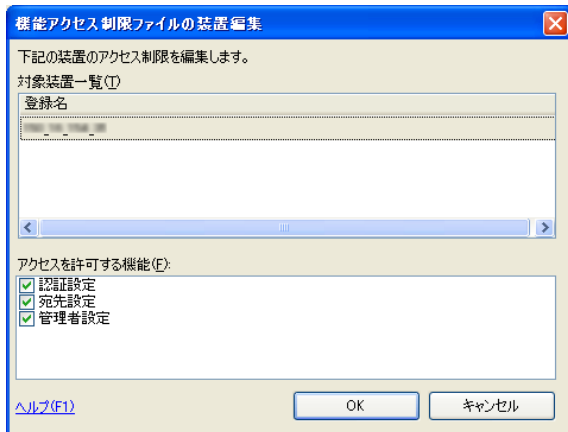 機能アクセス制限ファイルの装置編集
下記の装置のアクセス制限を編集します。
対象装置一覧(T)
登録名
アクセスを許可する機能(F):
認証設定
宛先設定
管理者設定
ヘルプ(F1)
OK
キャンセル